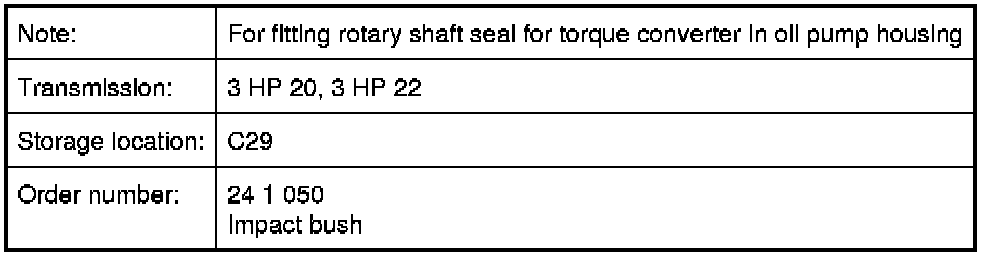 Note: For fitting rotary shaft seal for torque converter in oil pump housing
Transmission: 3 HP 20, 3 HP 22
Storage location: C29
Order number: 24 1 050
Impact bush